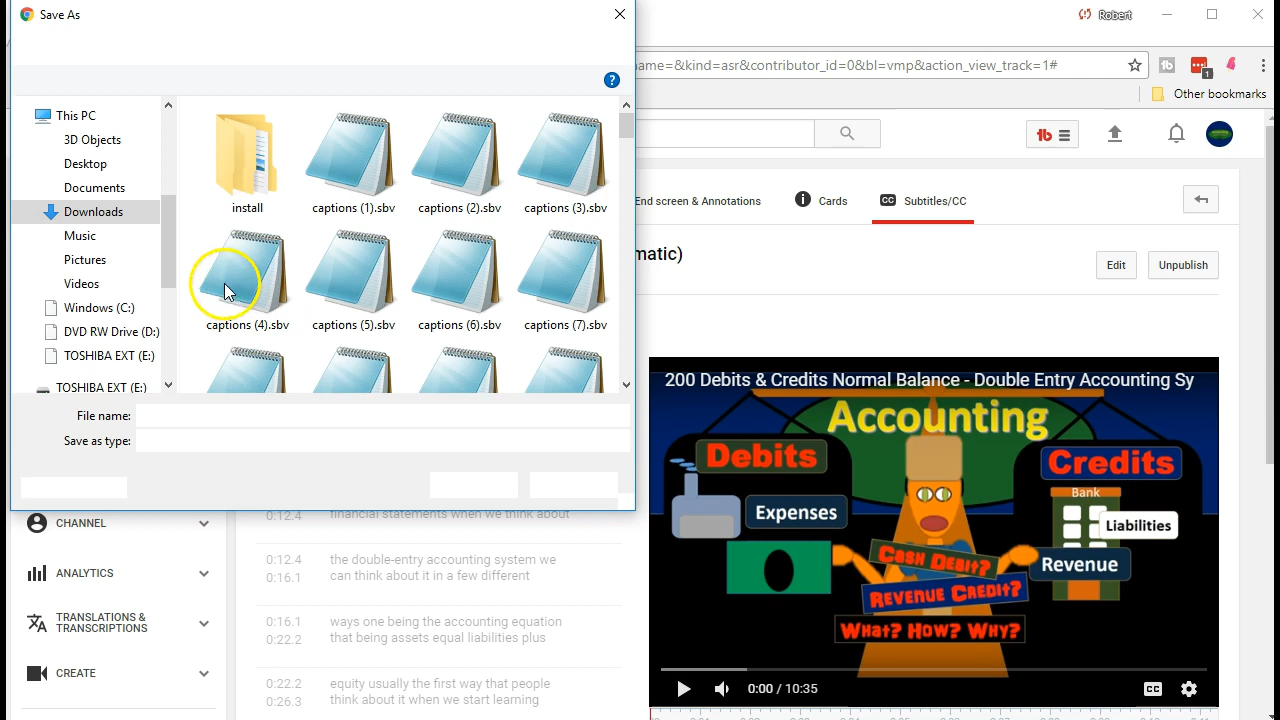 Save As
Robert
ame=&kind=asr&contributor_id=0&bl=vmp&action_view_track=1#
1
Other bookmarks
This PC
3D Objects
Desktop
Documents
Downloads
Music
Pictures
Videos
Windows (C:)
DVD RW Drive (D:)
TOSHIBA EXT (E:)
TOSHIBA EXT (E:)
install
captions (1).sbv
captions (2).sbv
captions (3).sbv
captions (4).sbv
captions (5).sbv
captions (6).sbv
captions (7).sbv
File name:
Save as type:
End screen & Annotations
Cards
CC Subtitles/CC
matic)
Edit
Unpublish
200 Debits & Credits Normal Balance - Double Entry Accounting Sy
Accounting
Debits
Credits
Expenses
Bank
Liabilities
Revenue
Cash Debit?
Revenue Credit?
What? How? Why?
0:00 / 10:35
CC
CHANNEL
ANALYTICS
TRANSLATIONS &
TRANSCRIPTIONS
CREATE
0:12.4
financial statements when we think about
0:12.4
the double-entry accounting system we
0:16.1
can think about it in a few different
0:16.1
ways one being the accounting equation
0:22.2
that being assets equal liabilities plus
0:22.2
equity usually the first way that people
0:26.3
think about it when we start learning